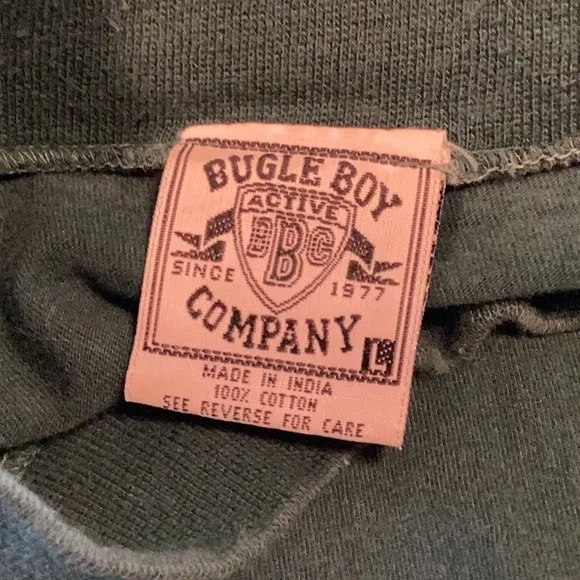 BUGLE BOY
ACTIVE
BBC
SINCE 1977
COMPANY
L
MADE IN INDIA
100% COTTON
SEE REVERSE FOR CARE